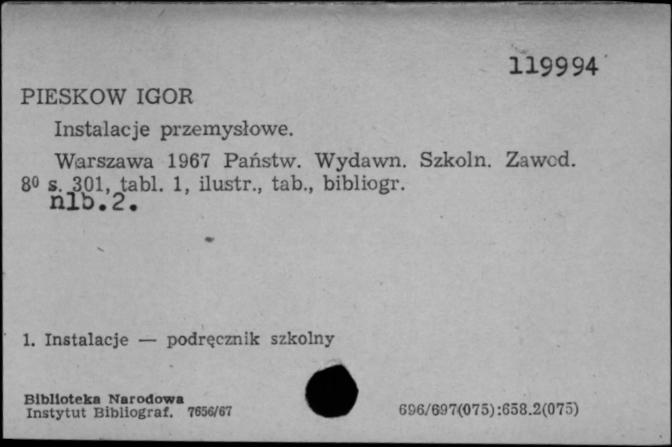 119994
PIESKOW IGOR
Instalacje przemysłowe.
Warszawa 1967 Państw. Wydawn. Szkoln. Zawod.
8⁰ s. 301, tabl. 1, ilustr., tab., bibliogr.
nlb.2.
1. Instalacje — podręcznik szkolny
Biblioteka Narodowa
Instytut Bibliograf. 7656/67
696/697(075):658.2(075)